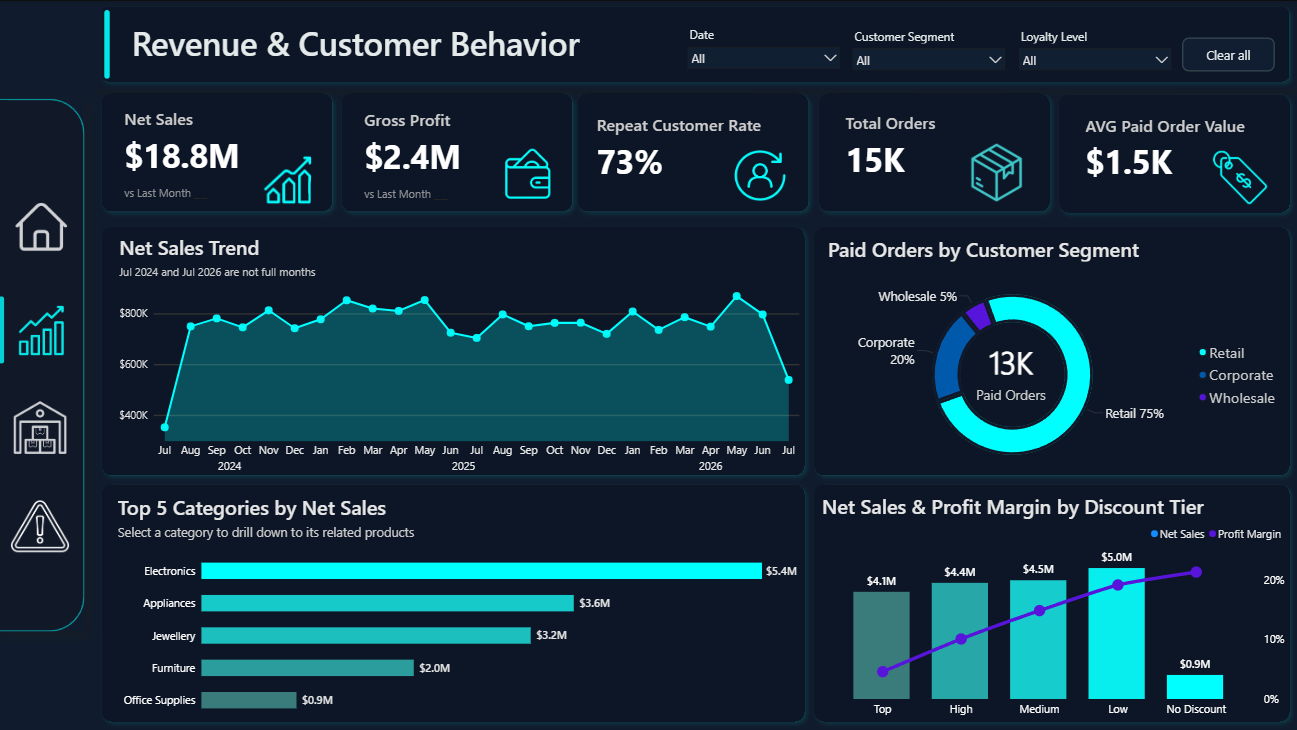 Revenue & Customer Behavior
Date
All
Customer Segment
All
Loyalty Level
All
Clear all
Net Sales
$18.8M
vs Last Month
Gross Profit
$2.4M
vs Last Month
Repeat Customer Rate
73%
Total Orders
15K
AVG Paid Order Value
$1.5K
Net Sales Trend
Jul 2024 and Jul 2026 are not full months
$800K
$600K
$400K
Jul Aug Sep Oct Nov Dec Jan Feb Mar Apr May Jun Jul Aug Sep Oct Nov Dec Jan Feb Mar Apr May Jun Jul
2024 2025 2026
Paid Orders by Customer Segment
Wholesale 5%
Corporate
20%
13K
Paid Orders
Retail 75%
Retail
Corporate
Wholesale
Top 5 Categories by Net Sales
Select a category to drill down to its related products
Electronics $5.4M
Appliances $3.6M
Jewellery $3.2M
Furniture $2.0M
Office Supplies $0.9M
Net Sales & Profit Margin by Discount Tier
Net Sales Profit Margin
$4.1M $4.4M $4.5M $5.0M $0.9M
20%
10%
0%
Top High Medium Low No Discount